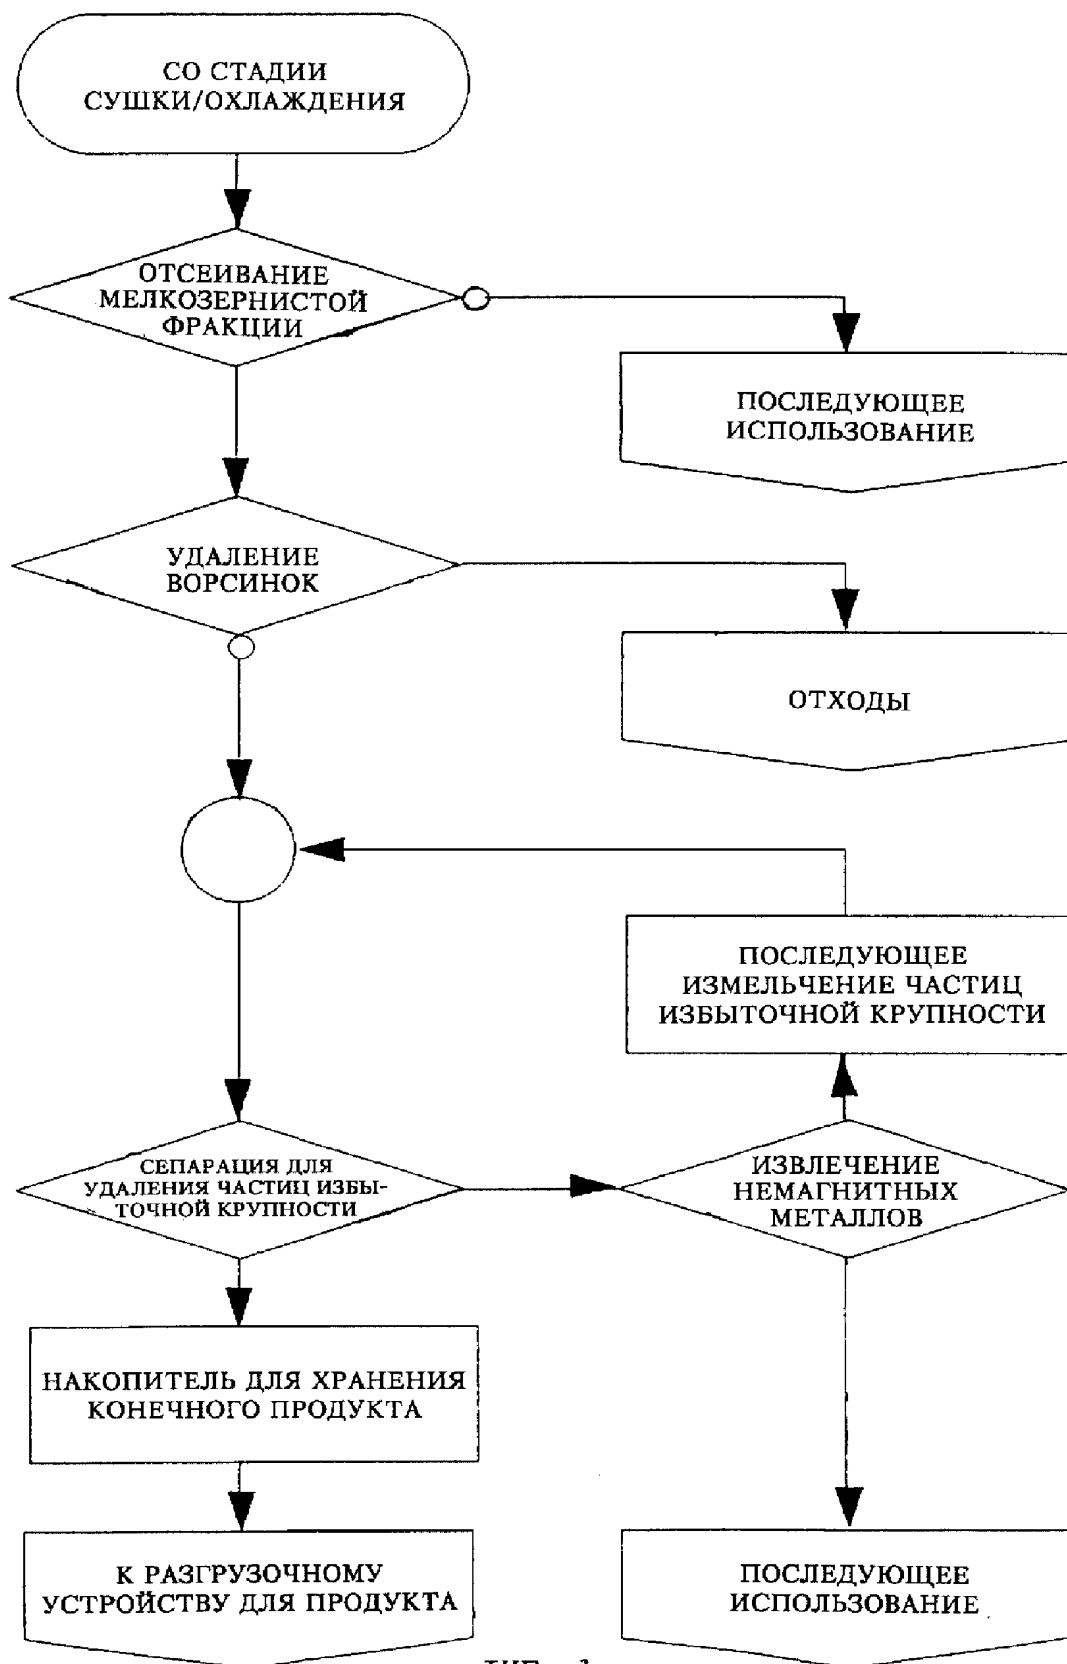 СО СТАДИИ
СУШКИ/ОХЛАЖДЕНИЯ
ОТСЕИВАНИЕ
МЕЛКОЗЕРНИСТОЙ
ФРАКЦИИ
ПОСЛЕДУЮЩЕЕ
ИСПОЛЬЗОВАНИЕ
УДАЛЕНИЕ
ВОРСИНОК
ОТХОДЫ
ПОСЛЕДУЮЩЕЕ
ИЗМЕЛЬЧЕНИЕ ЧАСТИЦ
ИЗБЫТОЧНОЙ КРУПНОСТИ
СЕПАРАЦИЯ ДЛЯ
УДАЛЕНИЯ ЧАСТИЦ ИЗБЫ-
ТОЧНОЙ КРУПНОСТИ
ИЗВЛЕЧЕНИЕ
НЕМАГНИТНЫХ
МЕТАЛЛОВ
НАКОПИТЕЛЬ ДЛЯ ХРАНЕНИЯ
КОНЕЧНОГО ПРОДУКТА
К РАЗГРУЗОЧНОМУ
УСТРОЙСТВУ ДЛЯ ПРОДУКТА
ПОСЛЕДУЮЩЕЕ
ИСПОЛЬЗОВАНИЕ